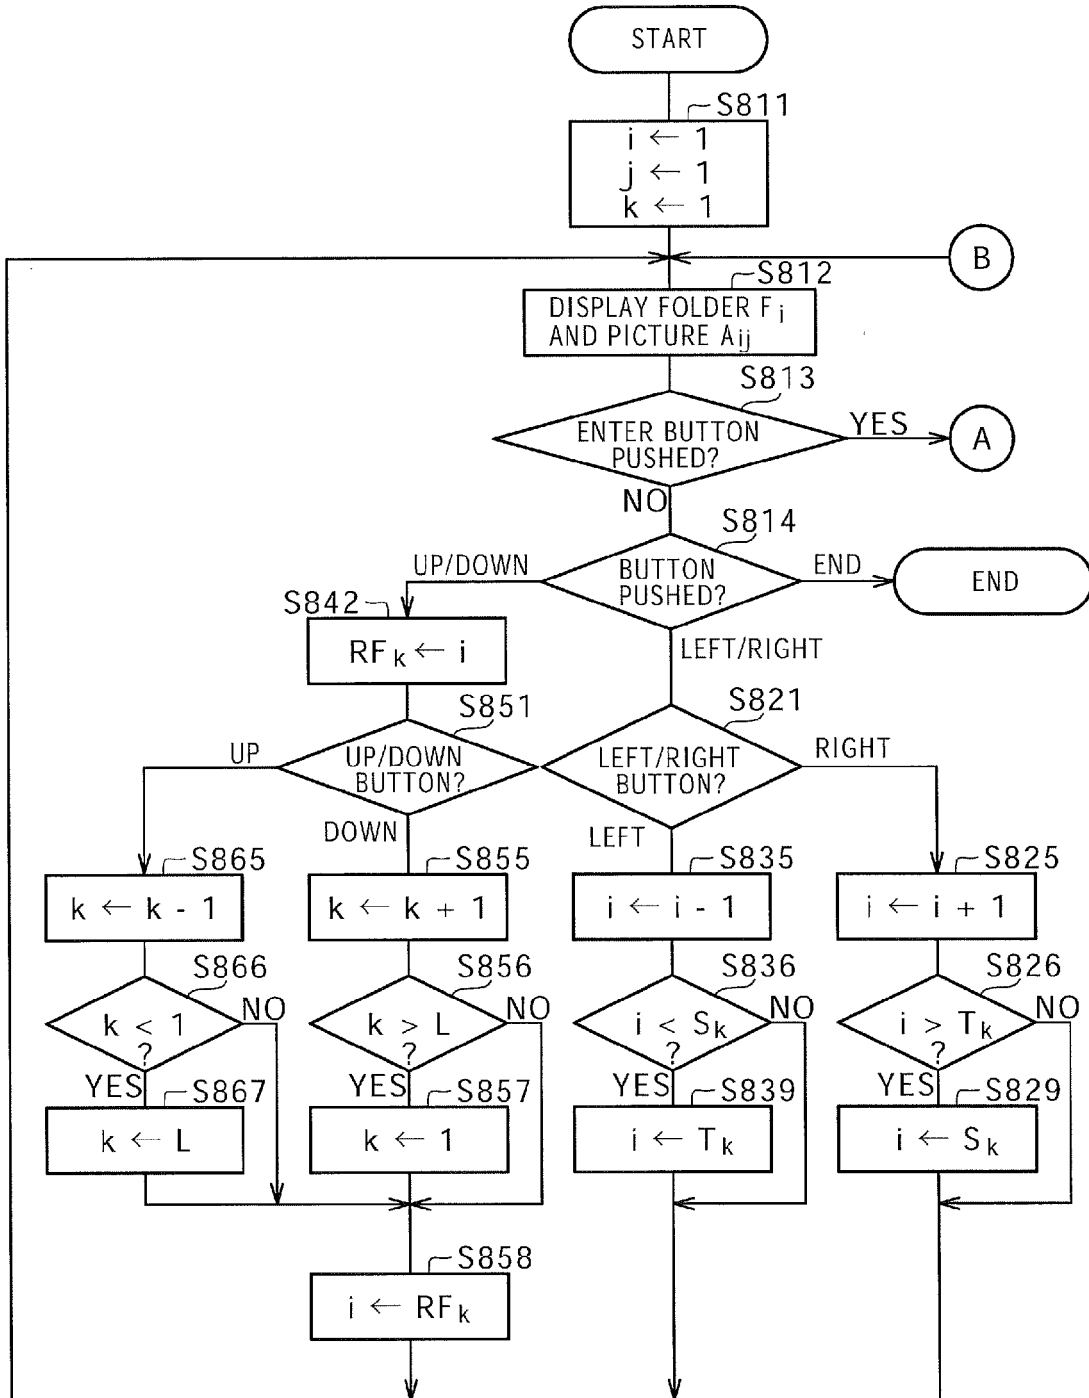 START
S811
i ← 1
j ← 1
k ← 1
B
S812
DISPLAY FOLDER Fi
AND PICTURE Aij
S813
ENTER BUTTON
PUSHED?
YES
A
NO
S814
UP/DOWN
BUTTON
PUSHED?
END
END
S842
RFk ← i
LEFT/RIGHT
S851
UP
UP/DOWN
BUTTON?
DOWN
S821
LEFT/RIGHT
BUTTON?
RIGHT
LEFT
S865
k ← k - 1
S855
k ← k + 1
S835
i ← i - 1
S825
i ← i + 1
S866
k < 1
?
NO
YES
S856
k > L
?
NO
YES
S836
i < Sk
?
NO
YES
S826
i > Tk
?
NO
YES
S867
k ← L
S857
k ← 1
S839
i ← Tk
S829
i ← Sk
S858
i ← RFk